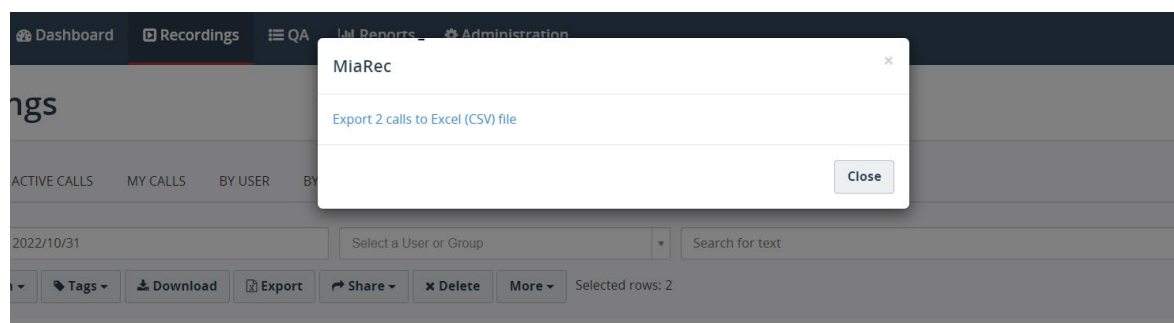 Dashboard Recordings QA Reports Administration
MiaRec ×
ngs
Export 2 calls to Excel (CSV) file
ACTIVE CALLS MY CALLS BY USER BY
Close
2022/10/31 Select a User or Group Search for text
Tags Download Export Share Delete More Selected rows: 2